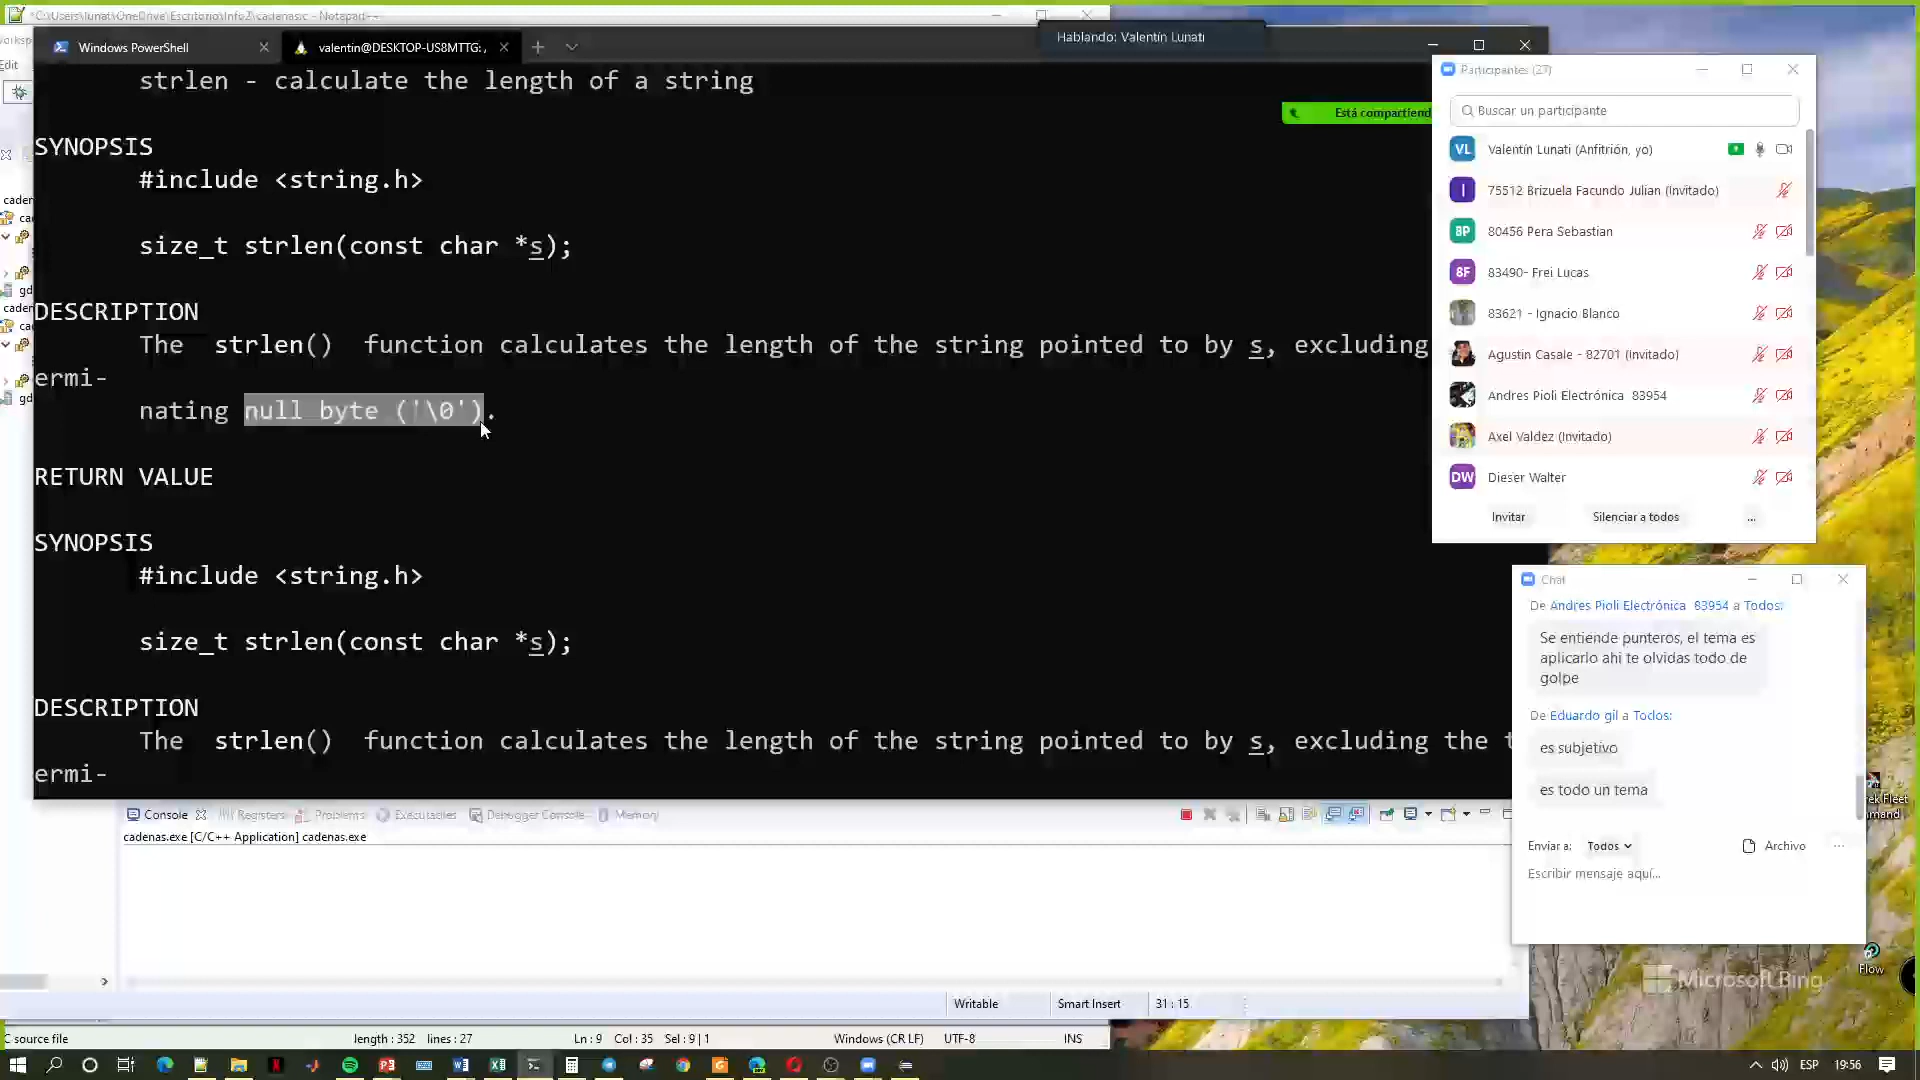 *C:\Users\lunat\OneDrive\Escritorio\Info2\cadenas.c - Notepad++
Windows PowerShell
valentin@DESKTOP-US8MTTG: /
Hablando: Valentín Lunati
Edit
strlen - calculate the length of a string
SYNOPSIS
#include <string.h>
size_t strlen(const char *s);
DESCRIPTION
The strlen() function calculates the length of the string pointed to by s, excluding
ermi-
nating null byte ('\0').
RETURN VALUE
SYNOPSIS
#include <string.h>
size_t strlen(const char *s);
DESCRIPTION
The strlen() function calculates the length of the string pointed to by s, excluding the t
ermi-
Está compartiend
Participantes (27)
Buscar un participante
VL Valentín Lunati (Anfitrión, yo)
I 75512 Brizuela Facundo Julian (Invitado)
BP 80456 Pera Sebastian
8F 83490- Frei Lucas
83621 - Ignacio Blanco
Agustin Casale - 82701 (Invitado)
Andres Pioli Electrónica 83954
Axel Valdez (Invitado)
DW Dieser Walter
Invitar Silenciar a todos ...
Chat
De Andres Pioli Electrónica 83954 a Todos:
Se entiende punteros, el tema es
aplicarlo ahi te olvidas todo de
golpe
De Eduardo gil a Todos:
es subjetivo
es todo un tema
Enviar a: Todos Archivo ...
Escribir mensaje aquí...
Console Registers Problems Executables Debugger Console Memory
cadenas.exe [C/C++ Application] cadenas.exe
Writable Smart Insert 31 : 15
C source file length : 352 lines : 27 Ln : 9 Col : 35 Sel : 9 | 1 Windows (CR LF) UTF-8 INS
Flow
Microsoft Bing
ESP 19:56